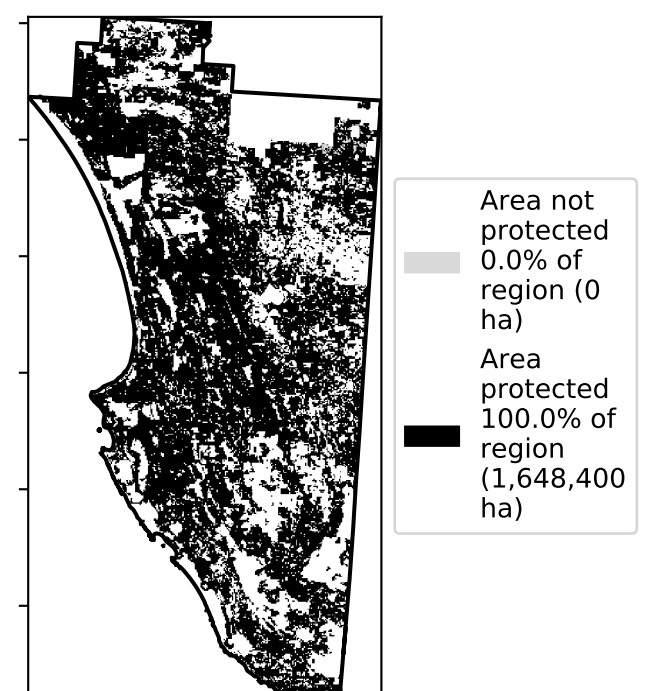 Area not
protected
0.0% of
region (0
ha)
Area
protected
100.0% of
region
(1,648,400
ha)